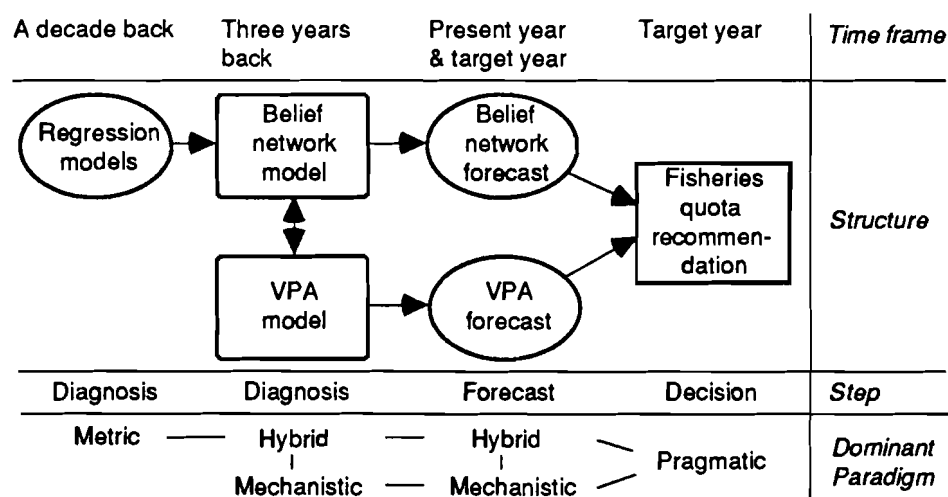 A decade back
Three years
back
Present year
& target year
Target year
Time frame
Regression
models
Belief
network
model
Belief
network
forecast
Fisheries
quota
recommen-
dation
Structure
VPA
model
VPA
forecast
Diagnosis
Diagnosis
Forecast
Decision
Step
Metric
Hybrid
Hybrid
Mechanistic
Mechanistic
Pragmatic
Dominant
Paradigm